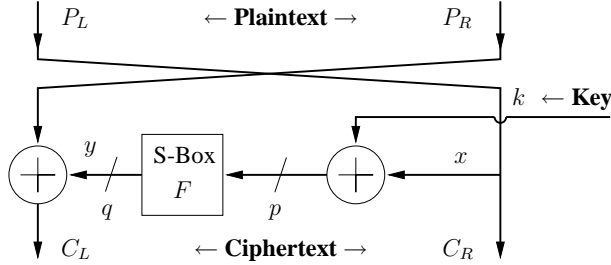 P_L ← Plaintext → P_R
k ← Key
y S-Box x
F
q p
C_L ← Ciphertext → C_R